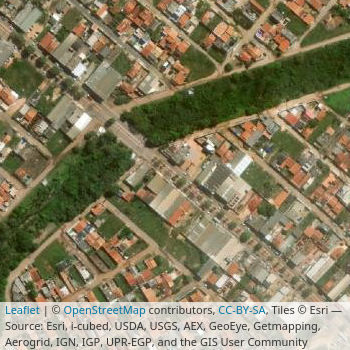 Leaflet | © OpenStreetMap contributors, CC-BY-SA, Tiles © Esri —
Source: Esri, i-cubed, USDA, USGS, AEX, GeoEye, Getmapping,
Aerogrid, IGN, IGP, UPR-EGP, and the GIS User Community